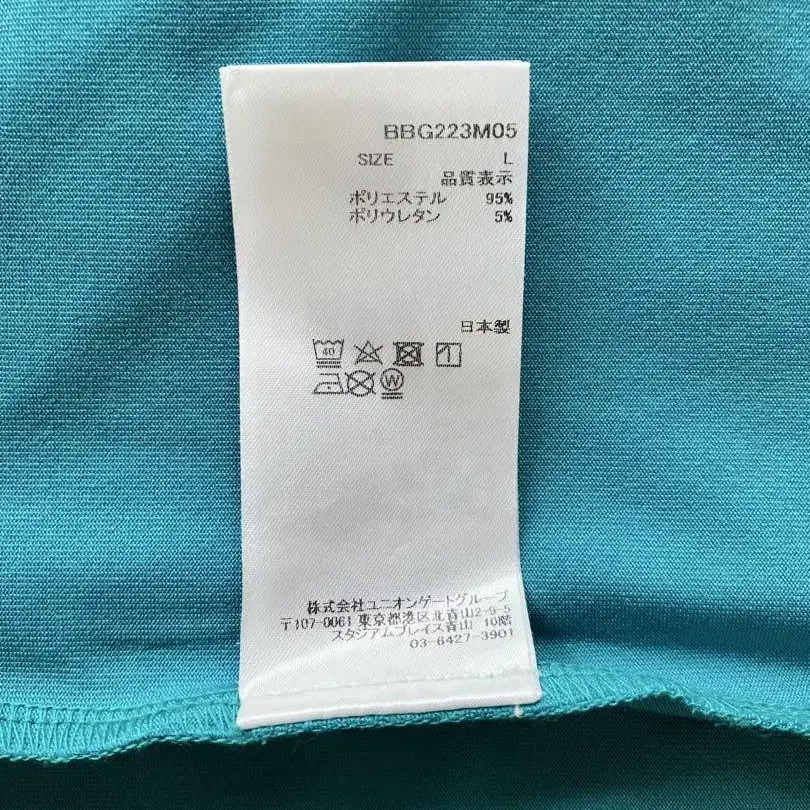 BBG223M05
SIZE L
品質表示
ポリエステル 95%
ポリウレタン 5%
日本製
40
W
株式会社ユニオンゲートグループ
〒107-0061 東京都港区北青山2-9-5
スタジアムプレイス青山 10階
03-6427-3901